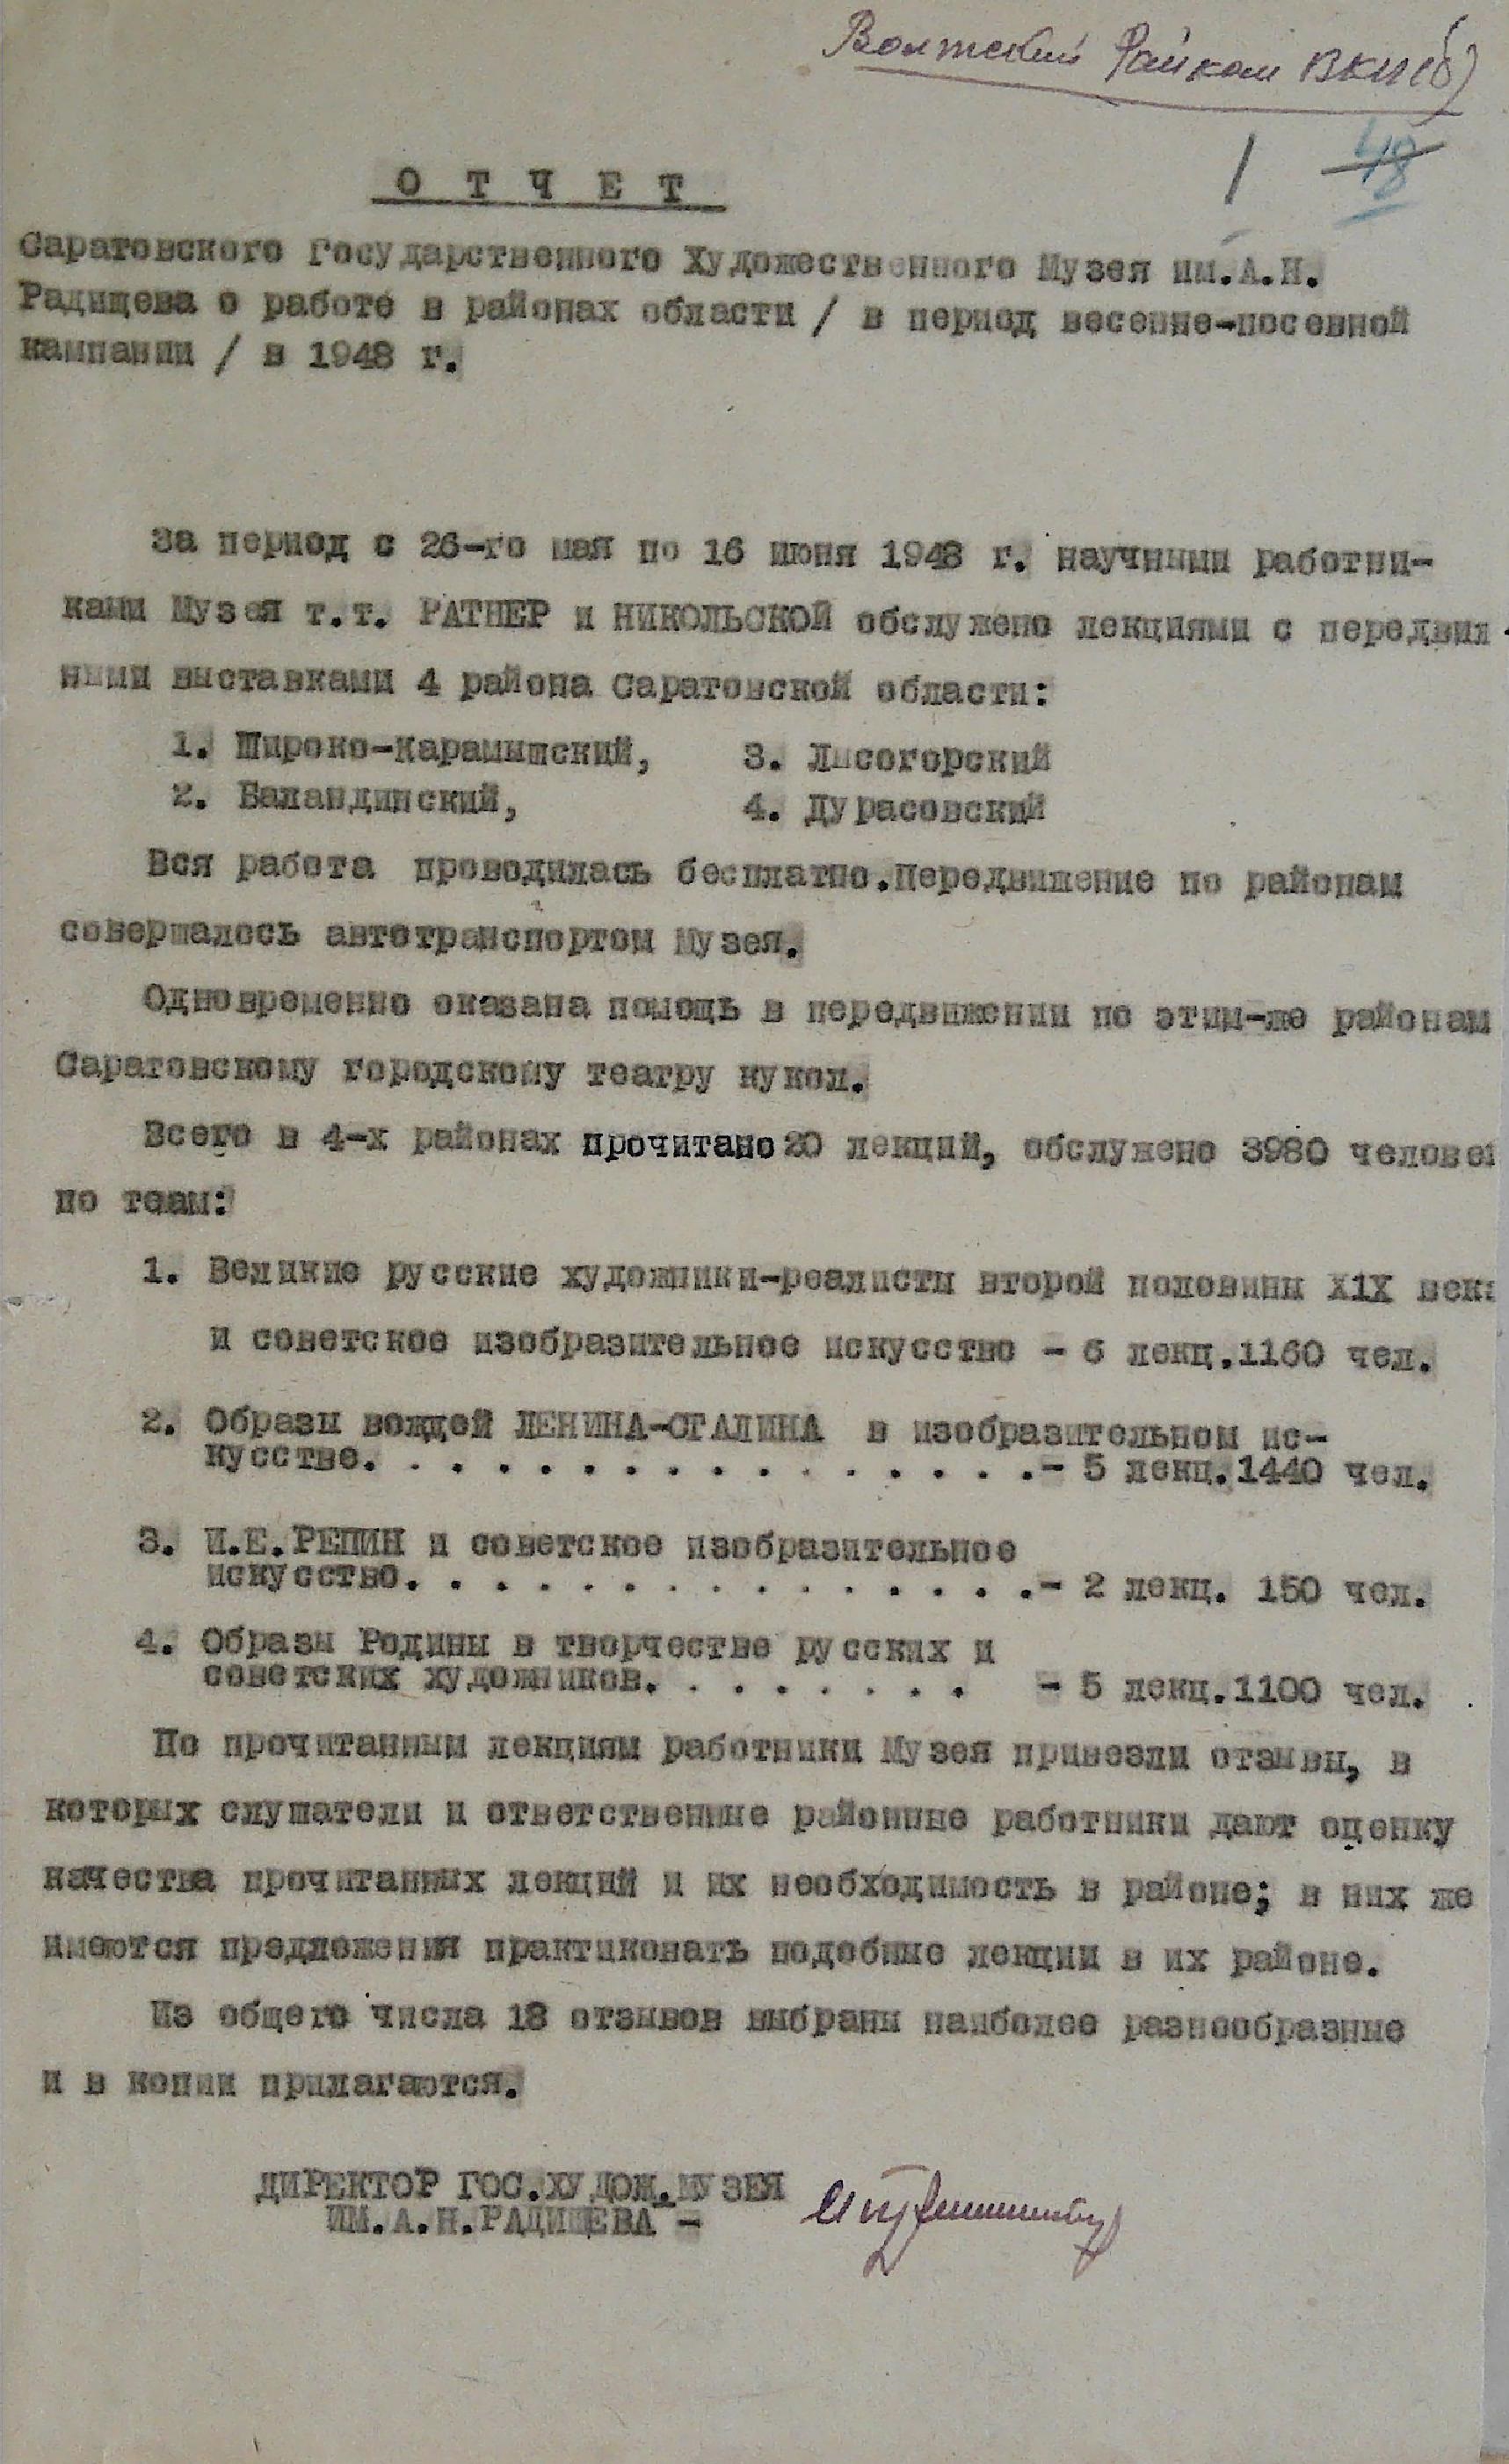 Волжский Райком ВКП(б)
1 48
О Т Ч Е Т
Саратовского Государственного Художественного Музея им.А.Н.
Радищева о работе в районах области / в период весенне-посевной
кампании / в 1948 г.
За период с 26-го мая по 16 июня 1948 г. научными работни-
ками Музея т.т. РАТНЕР и НИКОЛЬСКОЙ обслужено лекциями с передвиж
ными выставками 4 района Саратовской области:
1. Широко-Карамышский, 3. Лысогорский
2. Баландинский, 4. Дурасовский
Вся работа проводилась бесплатно.Передвижение по районам
совершалось автотранспортом Музея.
Одновременно оказана помощь в передвижении по этим-же районам
Саратовскому городскому театру кукол.
Всего в 4-х районах прочитано 20 лекций, обслужено 3980 человек
по теам:
1. Великие русские художники-реалисты второй половины Х1Х века
и советское изобразительное искусство - 6 лекц.1160 чел.
2. Образы вождей ЛЕНИНА-СТАЛИНА в изобразительном ис-
кусстве. . . . . . . . . . . . . . . . .- 5 лекц.1440 чел.
3. И.Е.РЕПИН и советское изобразительное
искусство. . . . . . . . . . . . . . . .- 2 лекц. 150 чел.
4. Образы Родины в творчестве русских и
советских художников. . . . . . . . - 5 лекц.1100 чел.
По прочитанным лекциям работники Музея привезли отзывы, в
которых слушатели и ответственные районные работники дают оценку
качества прочитанных лекций и их необходимость в районе; в них же
имеются предложения практиковать подобные лекции в их районе.
Из общего числа 18 отзывов выбраны наиболее разнообразные
и в копии прилагаются.
ДИРЕКТОР ГОС.ХУДОЖ.МУЗЕЯ
ИМ.А.Н.РАДИЩЕВА -